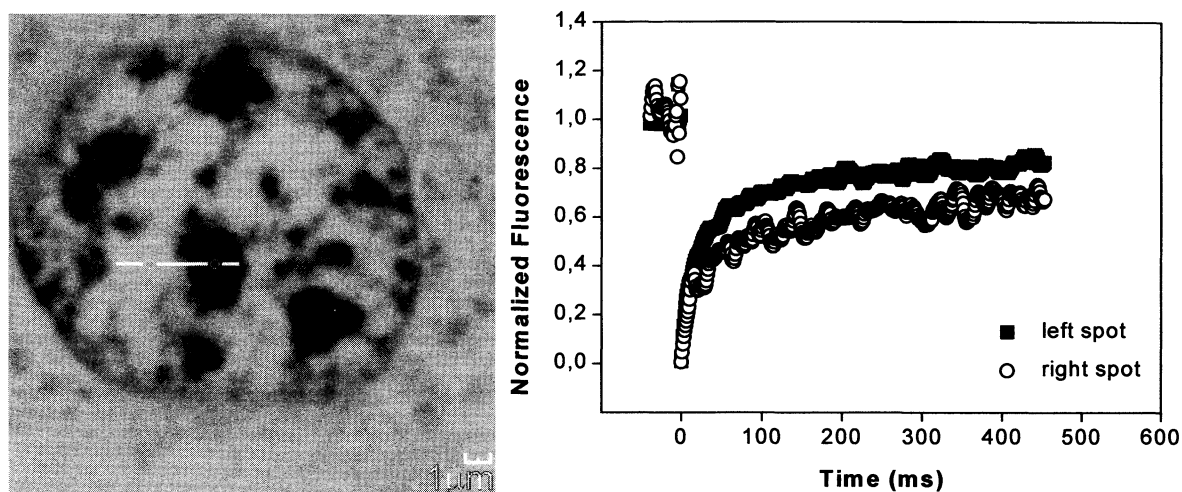 1μm
Normalized Fluorescence
1,4
1,2
1,0
0,8
0,6
0,4
0,2
0,0
left spot
right spot
0 100 200 300 400 500 600
Time (ms)